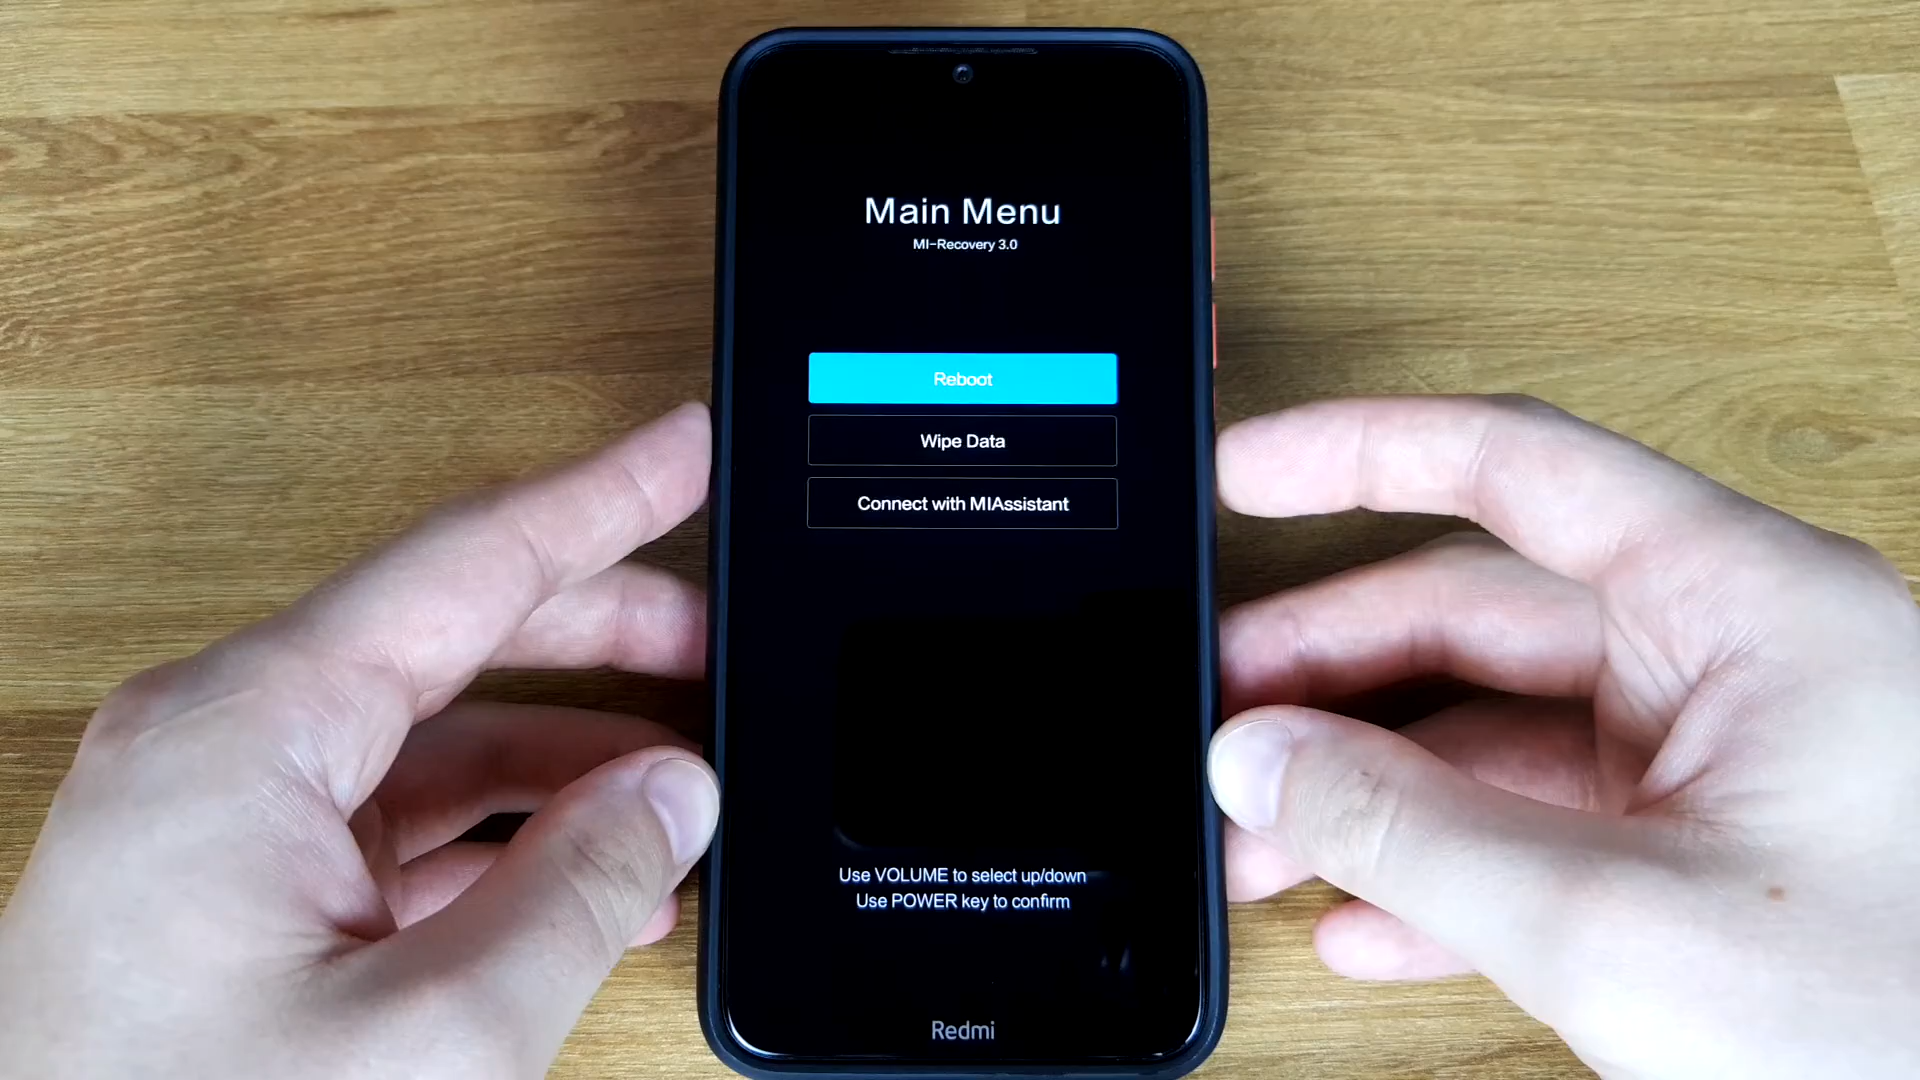 Main Menu
MI-Recovery 3.0
Reboot
Wipe Data
Connect with MIAssistant
Use VOLUME to select up/down
Use POWER key to confirm
Redmi